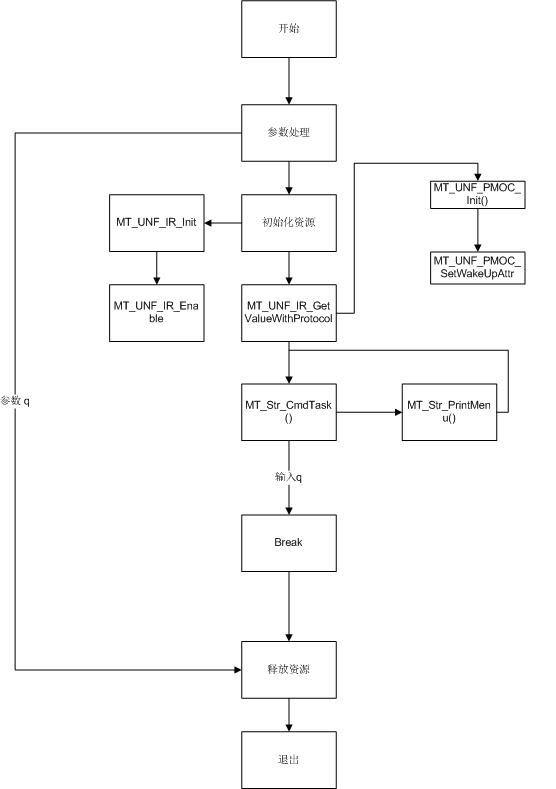 开始
参数处理
MT_UNF_PMOC_
Init()
MT_UNF_IR_Init
初始化资源
MT_UNF_PMOC_
SetWakeUpAttr
MT_UNF_IR_Ena
ble
MT_UNF_IR_Get
ValueWithProtocol
参数 q
MT_Str_CmdTask
()
MT_Str_PrintMen
u()
输入q
Break
释放资源
退出